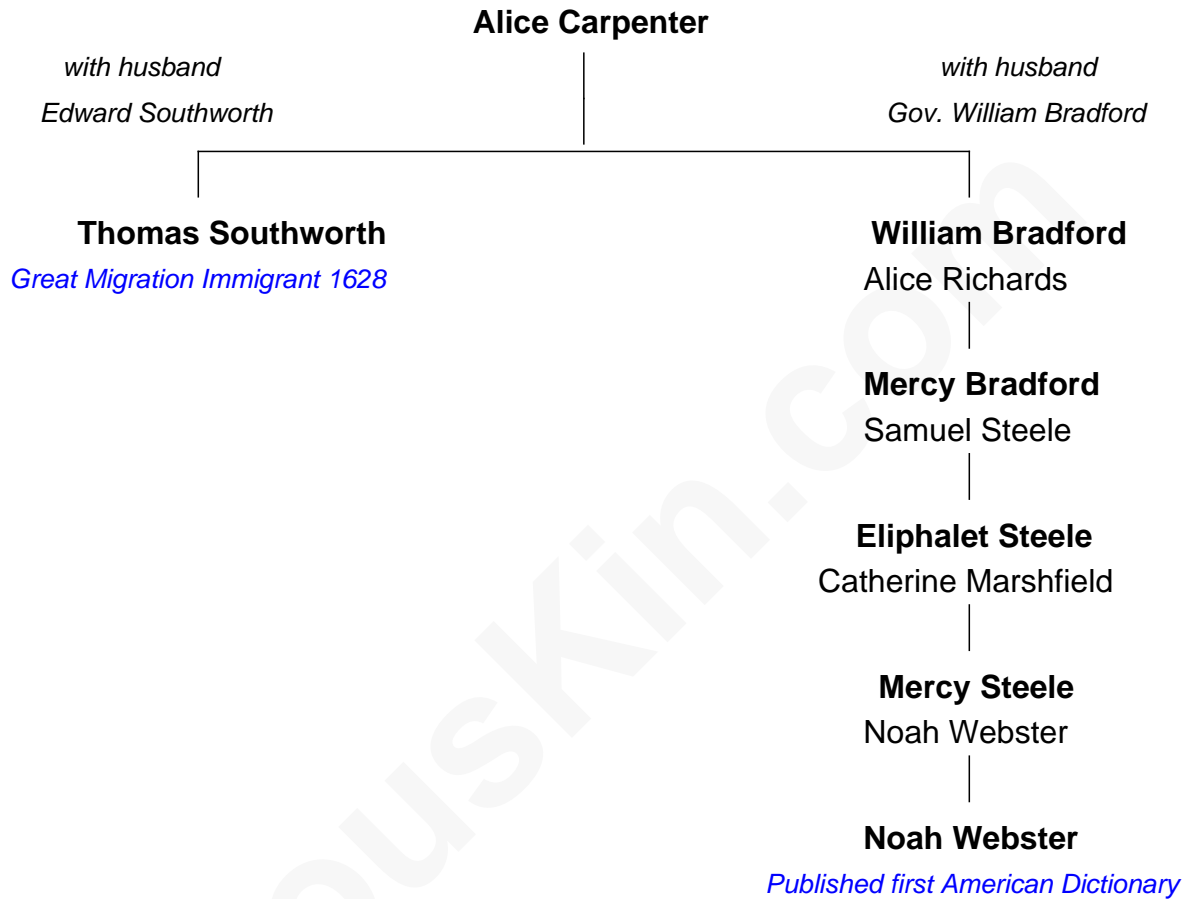 Alice Carpenter
with husband
Edward Southworth
with husband
Gov. William Bradford
Thomas Southworth
Great Migration Immigrant 1628
William Bradford
Alice Richards
Mercy Bradford
Samuel Steele
Eliphalet Steele
Catherine Marshfield
Mercy Steele
Noah Webster
Noah Webster
Published first American Dictionary
ousKin.com